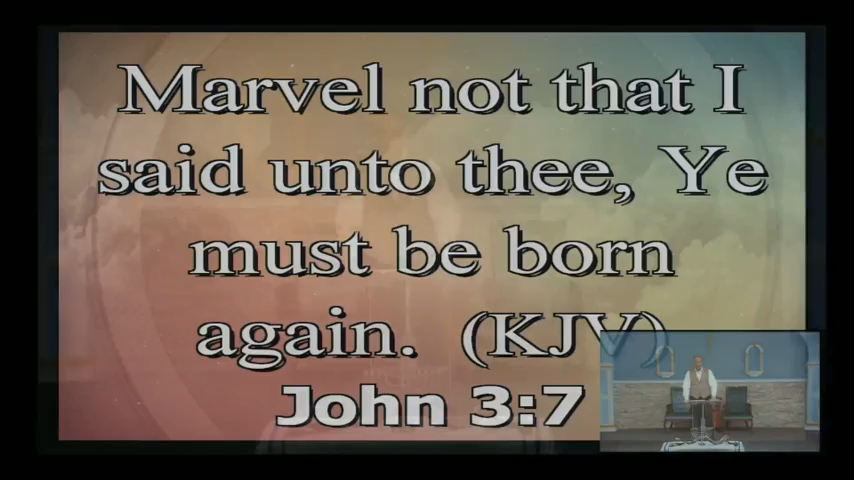 Marvel not that I
said unto thee, Ye
must be born
again. (KJV)
John 3:7